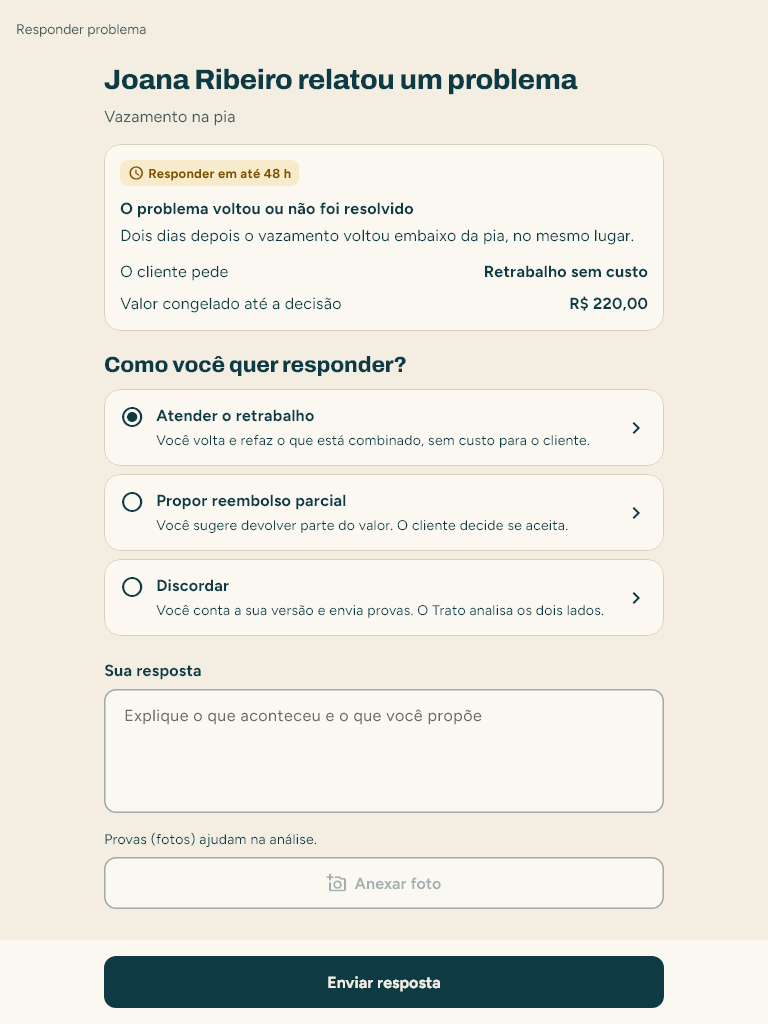 Responder problema
Joana Ribeiro relatou um problema
Vazamento na pia
Responder em até 48 h
O problema voltou ou não foi resolvido
Dois dias depois o vazamento voltou embaixo da pia, no mesmo lugar.
O cliente pede Retrabalho sem custo
Valor congelado até a decisão R$ 220,00
Como você quer responder?
Atender o retrabalho
Você volta e refaz o que está combinado, sem custo para o cliente.
Propor reembolso parcial
Você sugere devolver parte do valor. O cliente decide se aceita.
Discordar
Você conta a sua versão e envia provas. O Trato analisa os dois lados.
Sua resposta
Explique o que aconteceu e o que você propõe
Provas (fotos) ajudam na análise.
Anexar foto
Enviar resposta